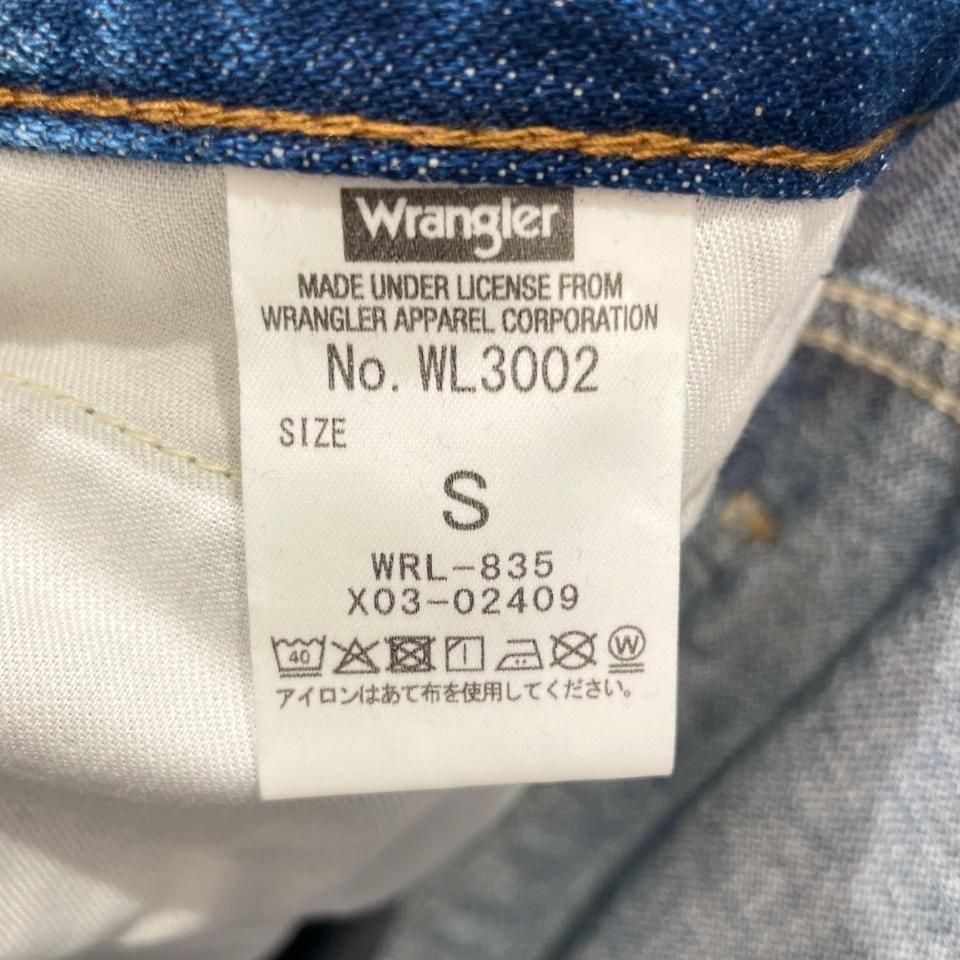 Wrangler
MADE UNDER LICENSE FROM
WRANGLER APPAREL CORPORATION
No. WL3002
SIZE
S
WRL-835
X03-02409
40 W
アイロンはあて布を使用してください。